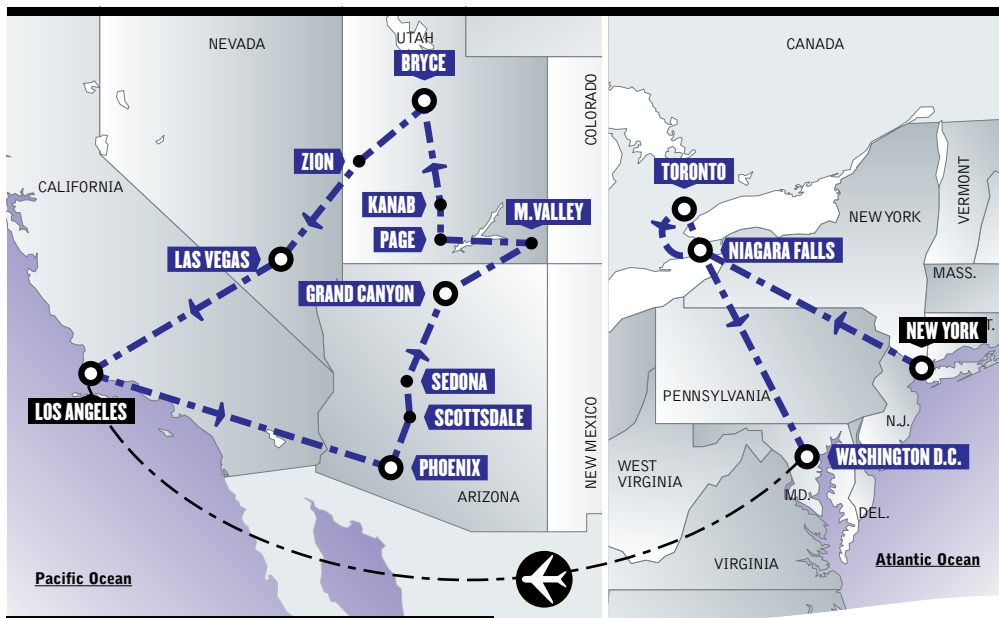 NEVADA
UTAH
BRYCE
COLORADO
ZION
CALIFORNIA
KANAB
M.VALLEY
PAGE
LAS VEGAS
GRAND CANYON
SEDONA
LOS ANGELES
SCOTTSDALE
PHOENIX
ARIZONA
NEW MEXICO
Pacific Ocean
CANADA
TORONTO
VERMONT
NEW YORK
NIAGARA FALLS
MASS.
NEW YORK
T.
PENNSYLVANIA
N.J.
WASHINGTON D.C.
WEST
VIRGINIA
MD.
DEL.
VIRGINIA
Atlantic Ocean